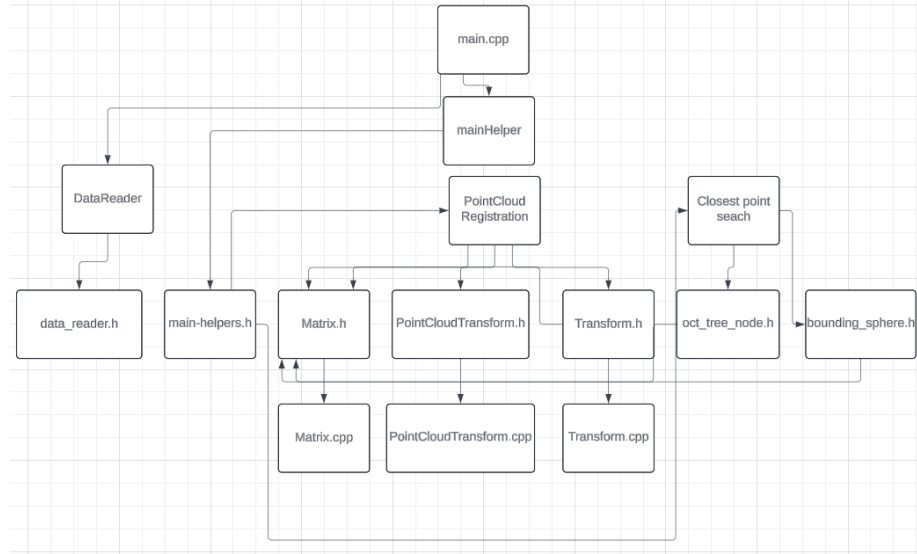 main.cpp
mainHelper
DataReader
PointCloud
Registration
Closest point
seach
data_reader.h
main-helpers.h
Matrix.h
PointCloudTransform.h
Transform.h
oct_tree_node.h
bounding_sphere.h
Matrix.cpp
PointCloudTransform.cpp
Transform.cpp